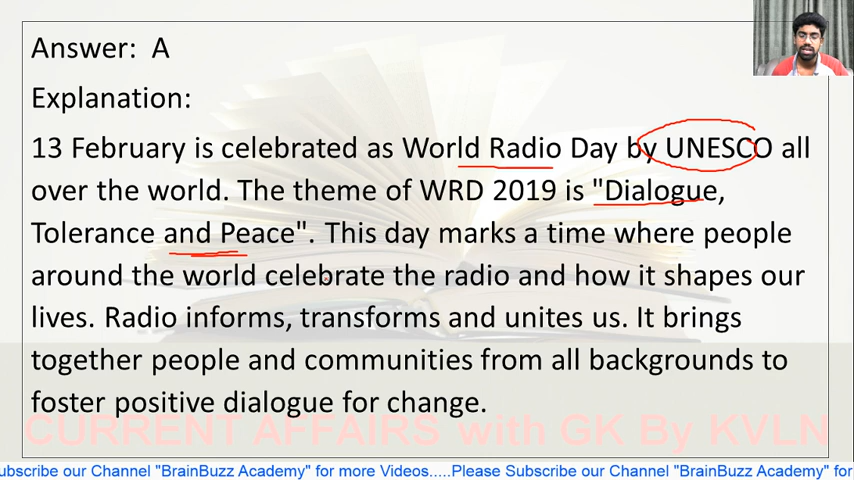 Answer: A
Explanation:
13 February is celebrated as World Radio Day by UNESCO all
over the world. The theme of WRD 2019 is "Dialogue,
Tolerance and Peace". This day marks a time where people
around the world celebrate the radio and how it shapes our
lives. Radio informs, transforms and unites us. It brings
together people and communities from all backgrounds to
foster positive dialogue for change.
CURRENT AFFAIRS with GK By KVLN
ubscribe our Channel "BrainBuzz Academy" for more Videos.....Please Subscribe our Channel "BrainBuzz Academy" for